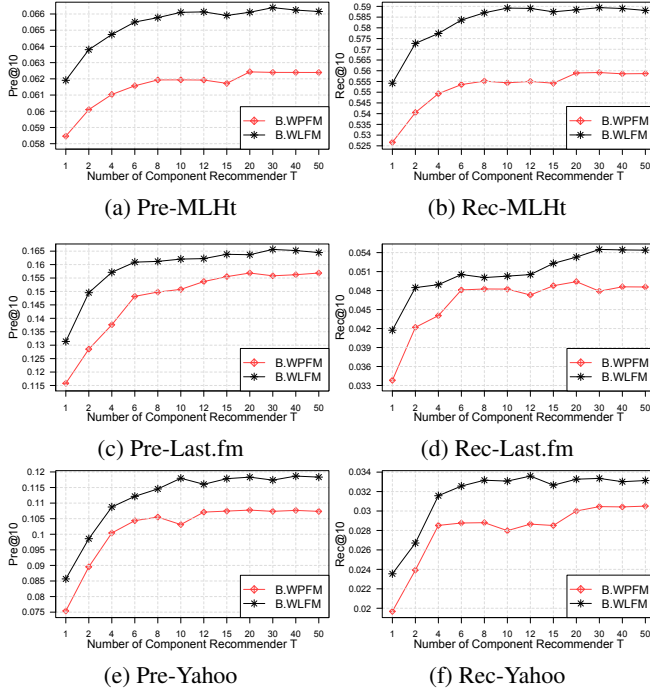 Pre@10
0.066
0.065
0.064
0.063
0.062
0.061
0.06
0.059
0.058
B.WPFM
B.WLFM
1 2 4 6 8 10 12 15 20 30 40 50
Number of Component Recommender T
(a) Pre-MLHt
Rec@10
0.59
0.585
0.58
0.575
0.57
0.565
0.56
0.555
0.55
0.545
0.54
0.535
0.53
0.525
B.WPFM
B.WLFM
1 2 4 6 8 10 12 15 20 30 40 50
Number of Component Recommender T
(b) Rec-MLHt
Pre@10
0.165
0.16
0.155
0.15
0.145
0.14
0.135
0.13
0.125
0.12
0.115
B.WPFM
B.WLFM
1 2 4 6 8 10 12 15 20 30 40 50
Number of Component Recommender T
(c) Pre-Last.fm
Rec@10
0.054
0.051
0.048
0.045
0.042
0.039
0.036
0.033
B.WPFM
B.WLFM
1 2 4 6 8 10 12 15 20 30 40 50
Number of Component Recommender T
(d) Rec-Last.fm
Pre@10
0.12
0.115
0.11
0.105
0.1
0.095
0.09
0.085
0.08
0.075
B.WPFM
B.WLFM
1 2 4 6 8 10 12 15 20 30 40 50
Number of Component Recommender T
(e) Pre-Yahoo
Rec@10
0.034
0.032
0.03
0.028
0.026
0.024
0.022
0.02
B.WPFM
B.WLFM
1 2 4 6 8 10 12 15 20 30 40 50
Number of Component Recommender T
(f) Rec-Yahoo